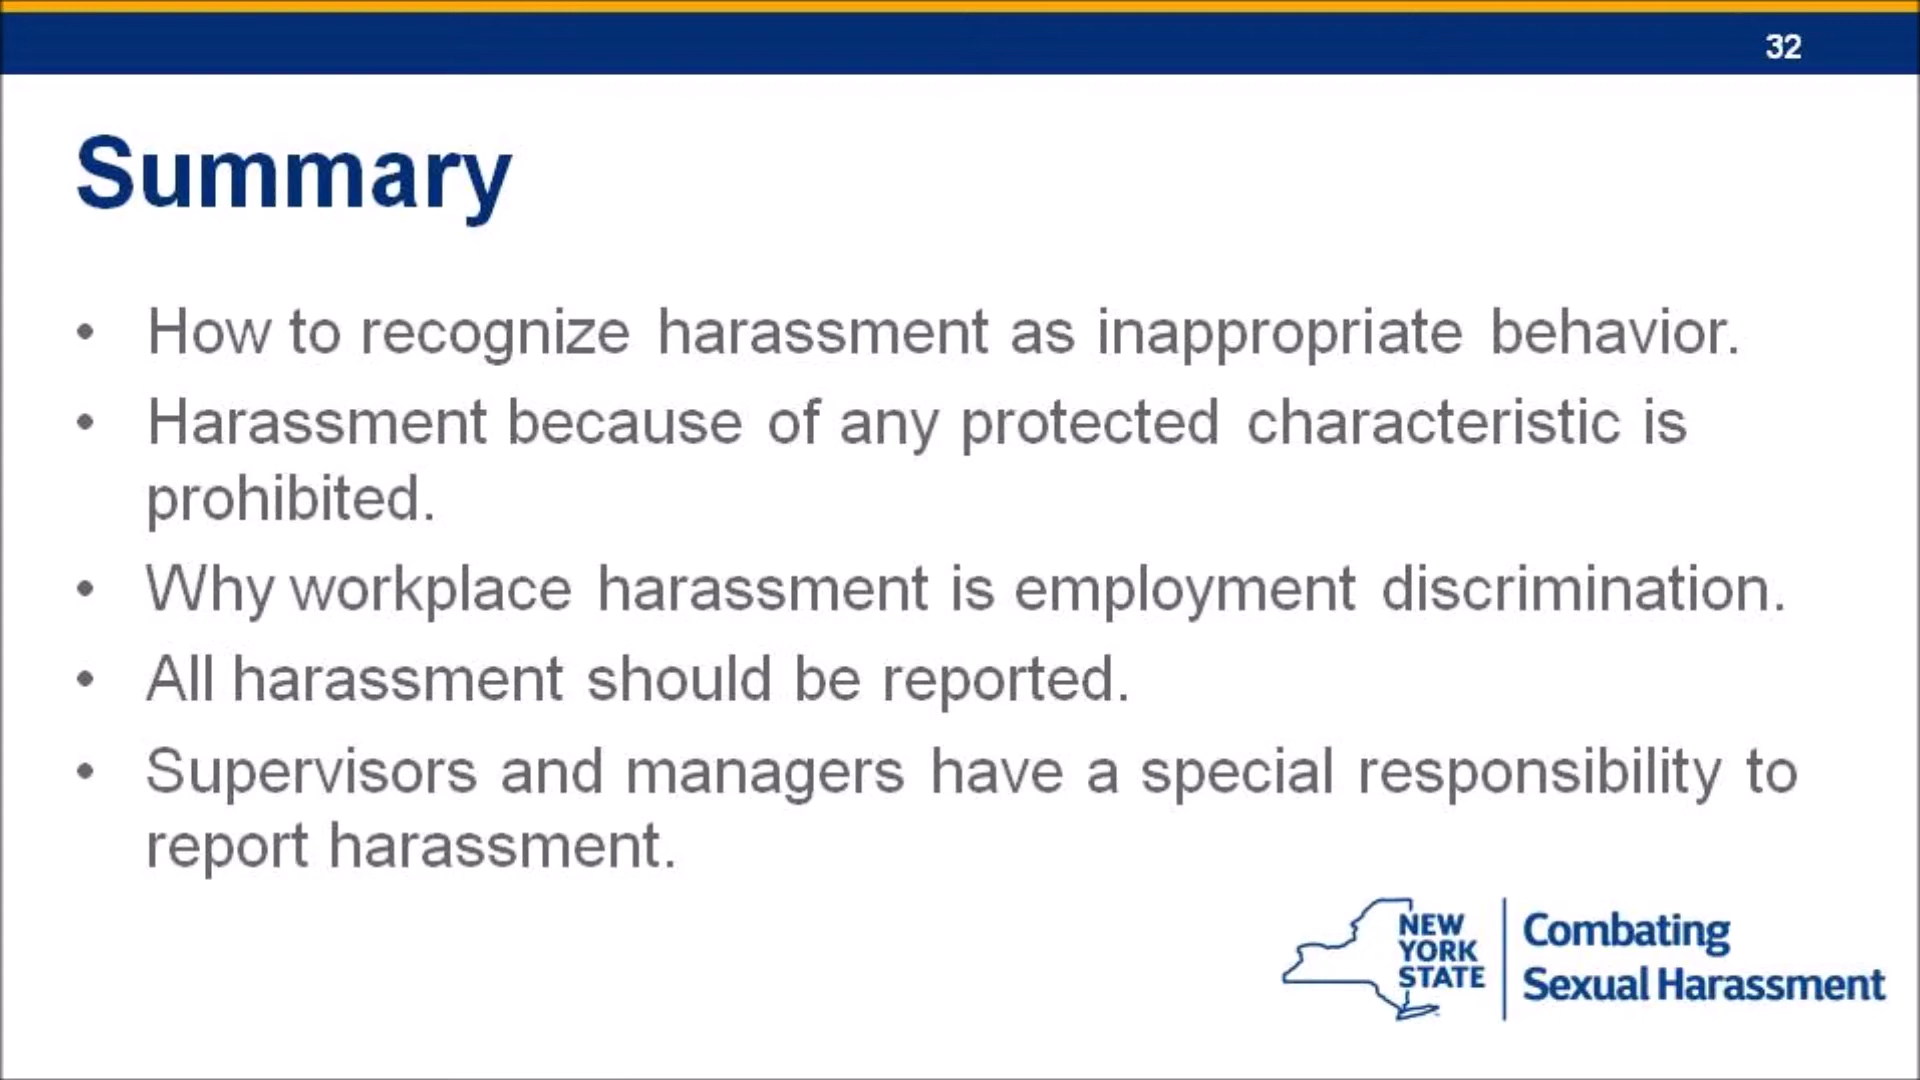 32
Summary
• How to recognize harassment as inappropriate behavior.
• Harassment because of any protected characteristic is
prohibited.
• Why workplace harassment is employment discrimination.
• All harassment should be reported.
• Supervisors and managers have a special responsibility to
report harassment.
NEW
YORK
STATE
Combating
Sexual Harassment